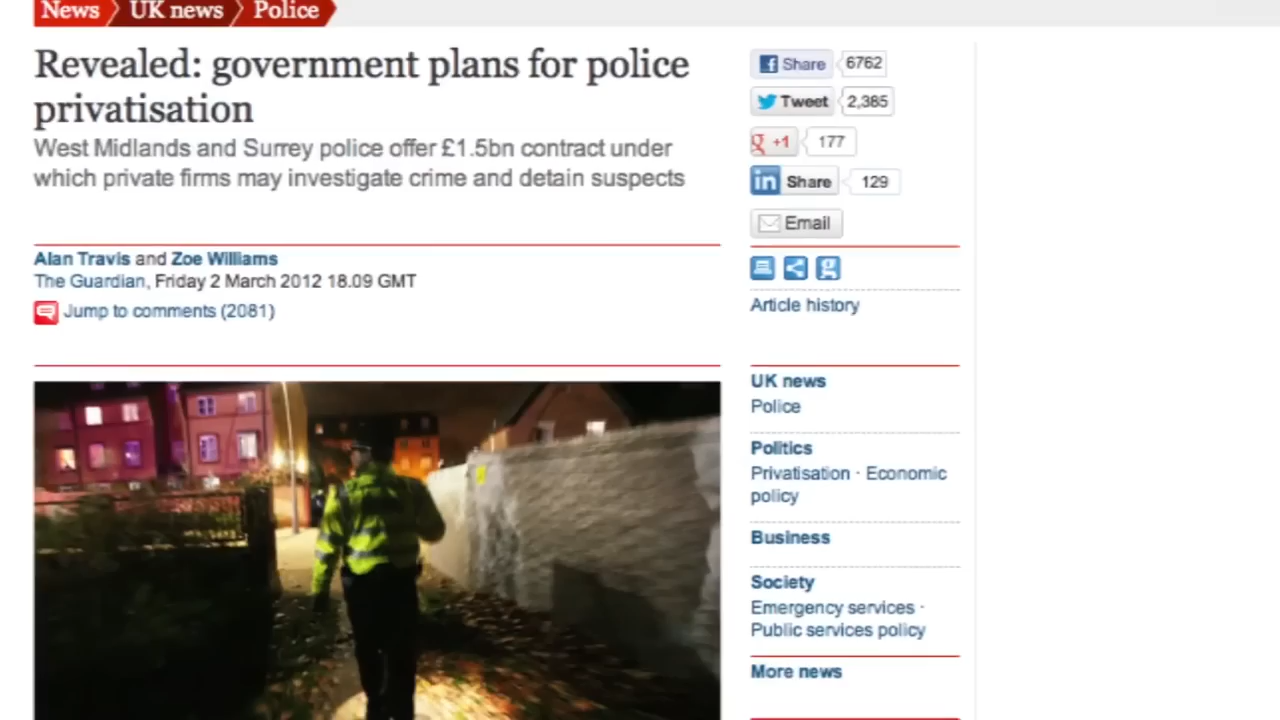 News
UK news
Police
Revealed: government plans for police
privatisation
West Midlands and Surrey police offer £1.5bn contract under
which private firms may investigate crime and detain suspects
Alan Travis and Zoe Williams
The Guardian, Friday 2 March 2012 18.09 GMT
Jump to comments (2081)
Share 6762
Tweet 2,385
+1 177
in Share 129
Email
Article history
UK news
Police
Politics
Privatisation · Economic
policy
Business
Society
Emergency services ·
Public services policy
More news